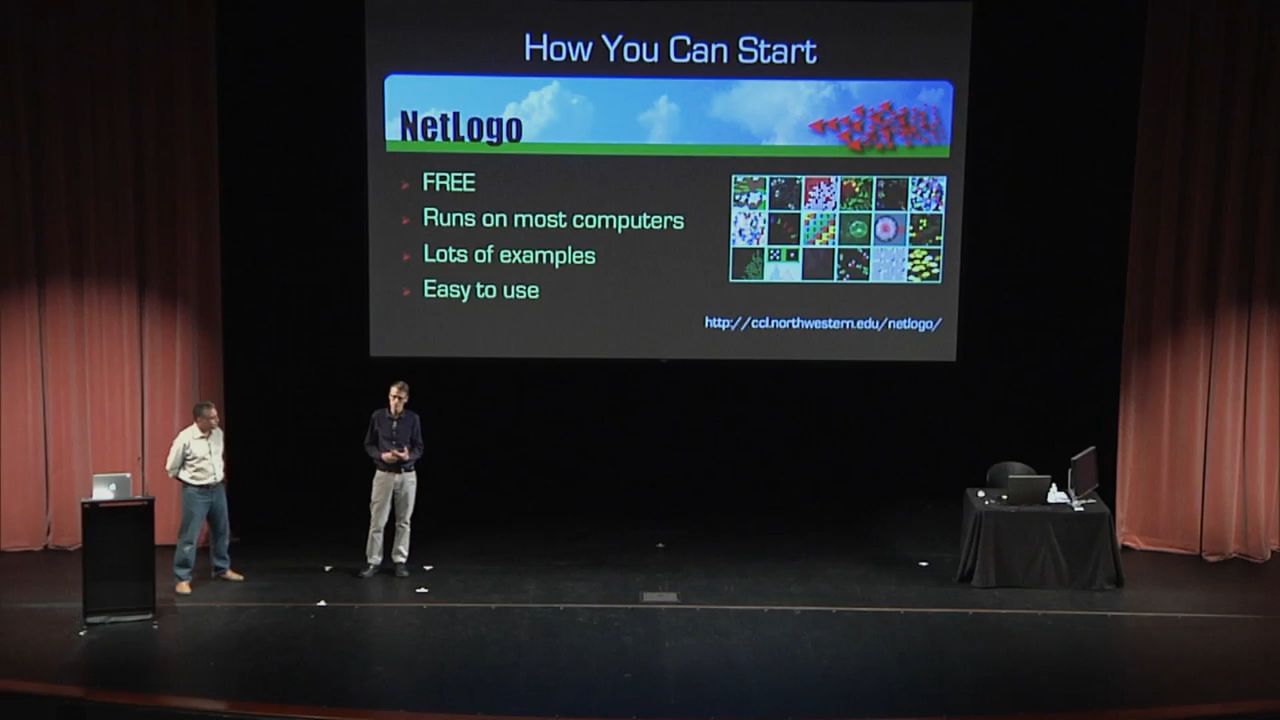 How You Can Start
NetLogo
FREE
Runs on most computers
Lots of examples
Easy to use
http://ccl.northwestern.edu/netlogo/